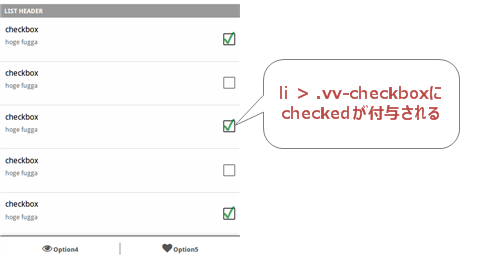 LIST HEADER
checkbox
hoge fugga
checkbox
hoge fugga
checkbox
hoge fugga
checkbox
hoge fugga
checkbox
hoge fugga
Option4
Option5
li > .vv-checkboxに
checkedが付与される